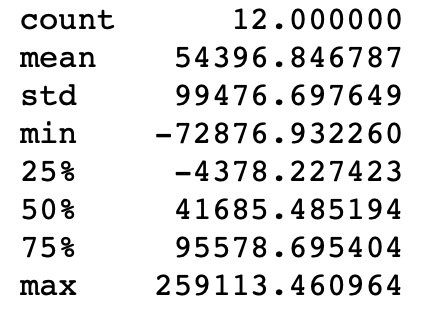 count 12.000000
mean 54396.846787
std 99476.697649
min -72876.932260
25% -4378.227423
50% 41685.485194
75% 95578.695404
max 259113.460964